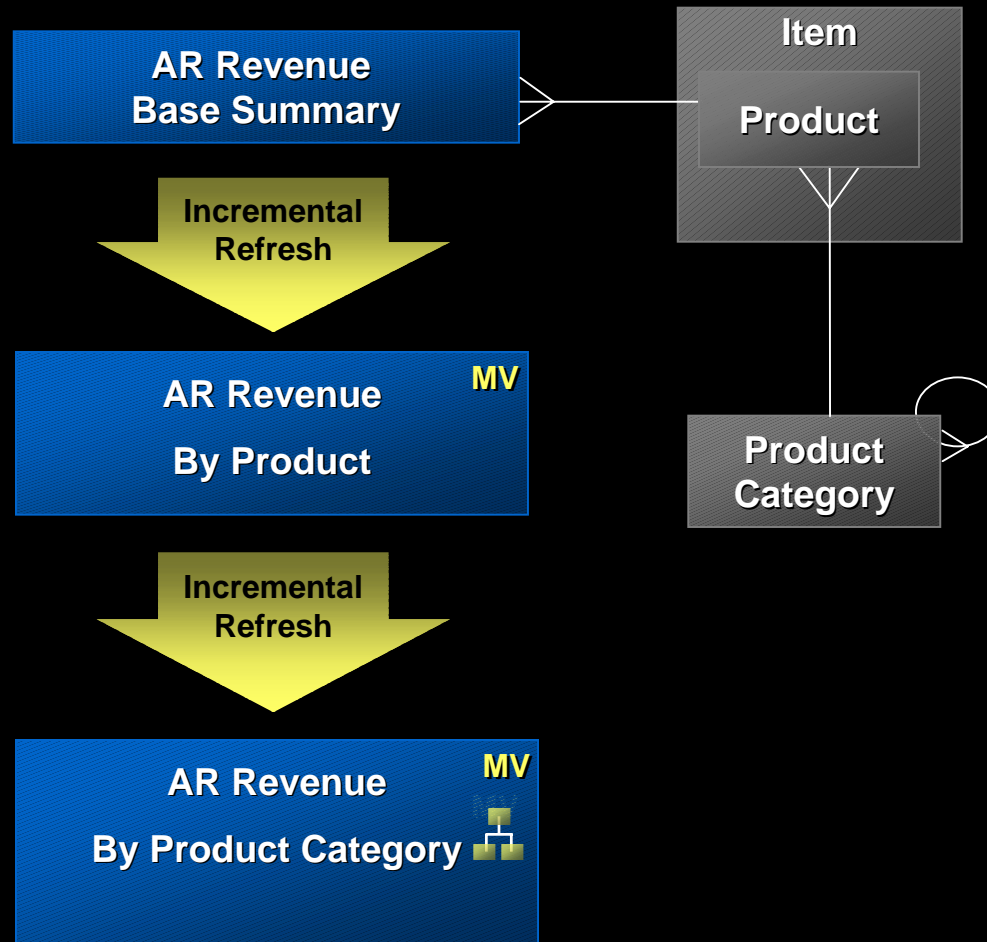 AR Revenue
Base Summary
Item
Product
Incremental
Refresh
AR Revenue
MV
By Product
Product
Category
Incremental
Refresh
AR Revenue
MV
By Product Category